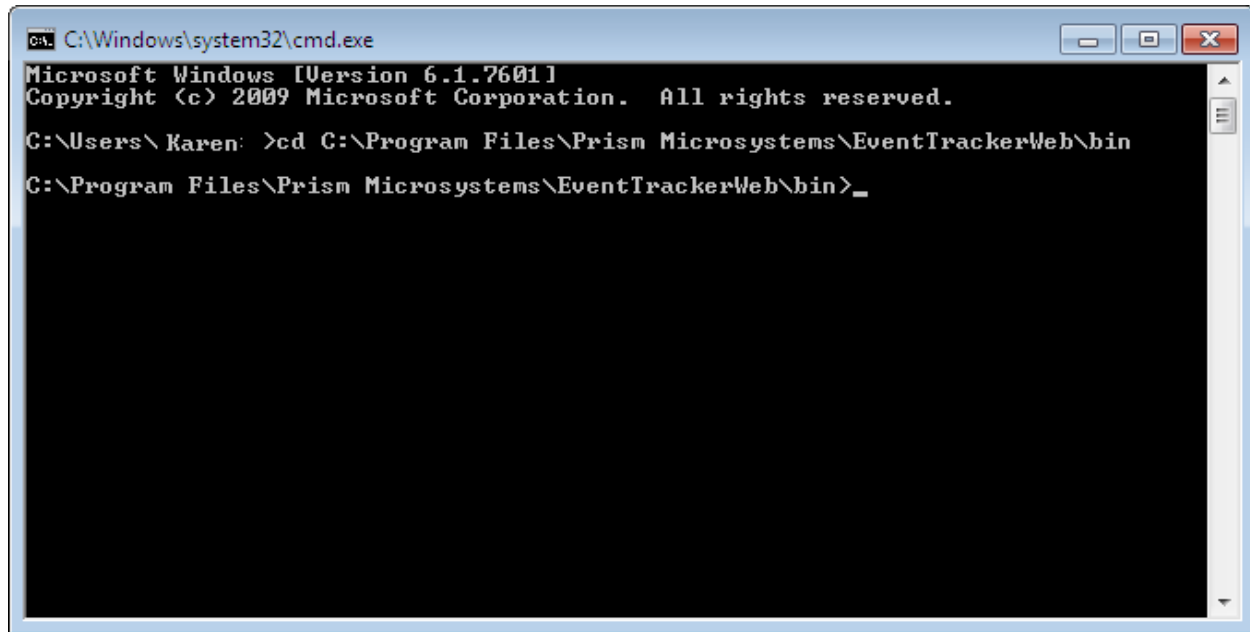 C:\Windows\system32\cmd.exe
Microsoft Windows [Version 6.1.7601]
Copyright (c) 2009 Microsoft Corporation.  All rights reserved.
C:\Users\ Karen: >cd C:\Program Files\Prism Microsystems\EventTrackerWeb\bin
C:\Program Files\Prism Microsystems\EventTrackerWeb\bin>_